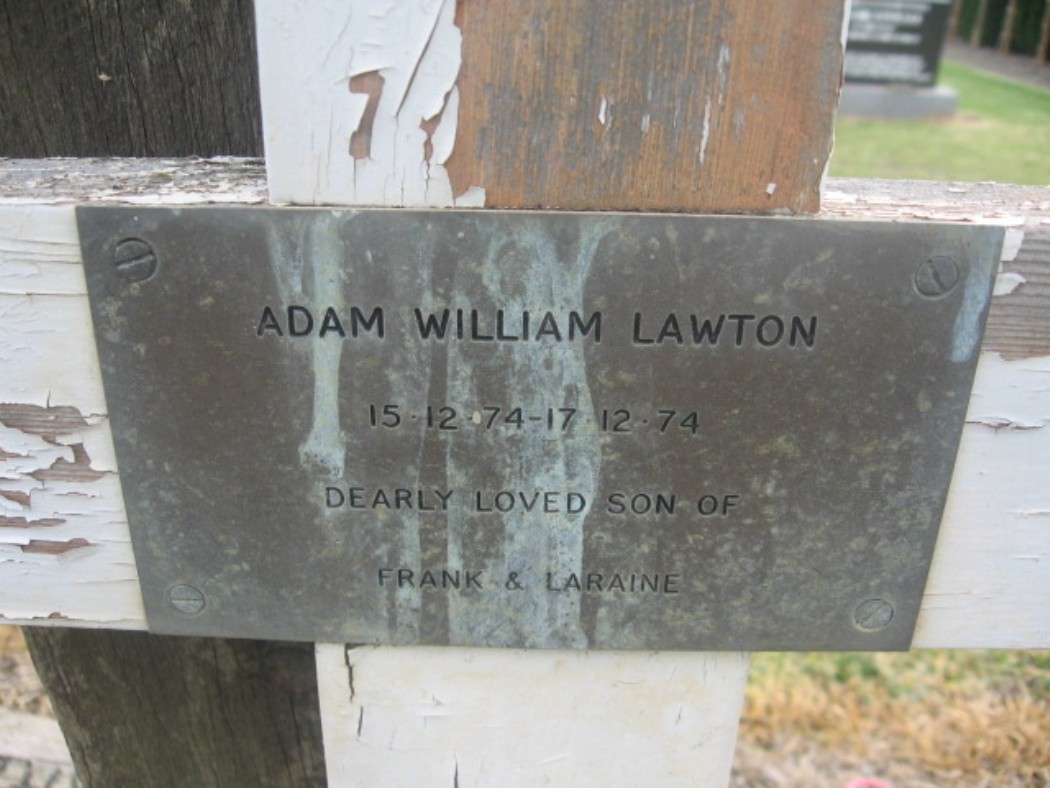 ADAM WILLIAM LAWTON
15·12·74-17·12·74
DEARLY LOVED SON OF
FRANK & LARAINE